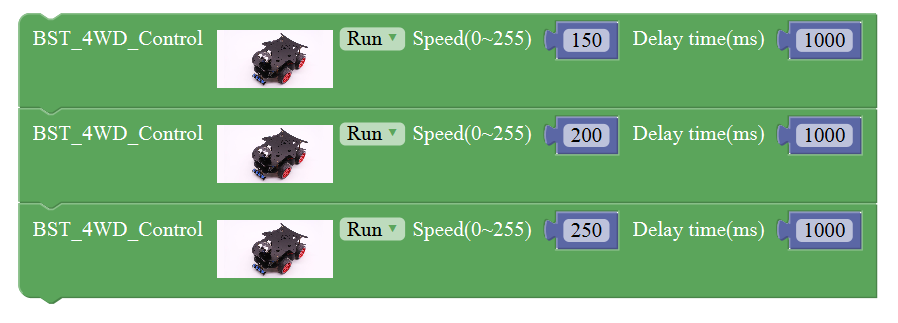 BST_4WD_Control Run Speed(0~255) 150 Delay time(ms) 1000
BST_4WD_Control Run Speed(0~255) 200 Delay time(ms) 1000
BST_4WD_Control Run Speed(0~255) 250 Delay time(ms) 1000